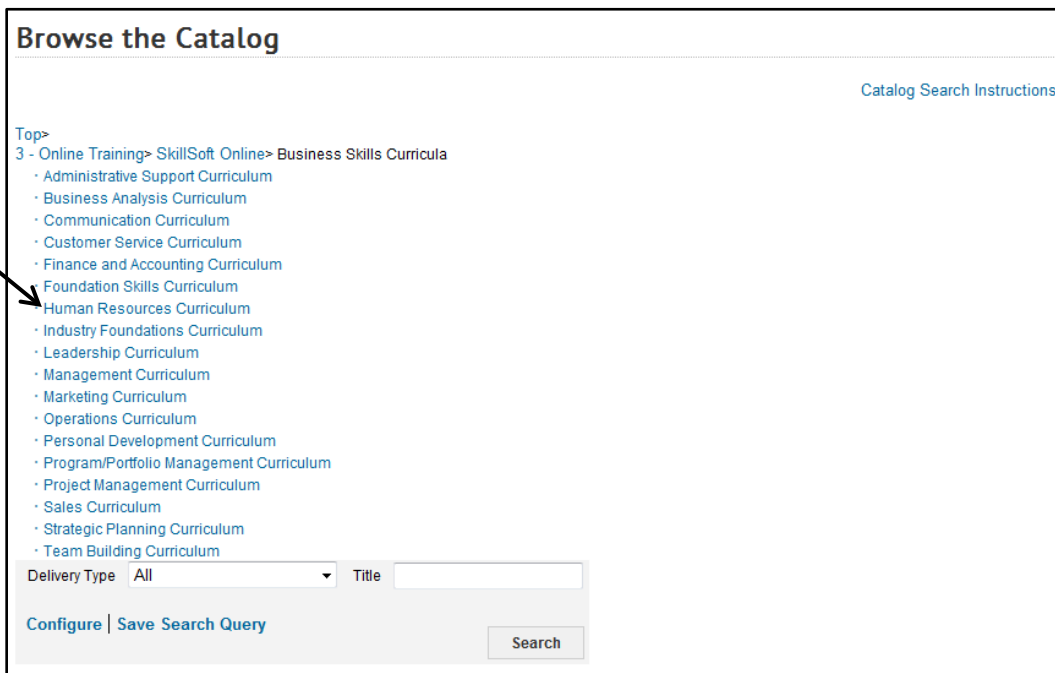 Browse the Catalog
Catalog Search Instructions
Top>
3 - Online Training> SkillSoft Online> Business Skills Curricula
· Administrative Support Curriculum
· Business Analysis Curriculum
· Communication Curriculum
· Customer Service Curriculum
· Finance and Accounting Curriculum
· Foundation Skills Curriculum
· Human Resources Curriculum
· Industry Foundations Curriculum
· Leadership Curriculum
· Management Curriculum
· Marketing Curriculum
· Operations Curriculum
· Personal Development Curriculum
· Program/Portfolio Management Curriculum
· Project Management Curriculum
· Sales Curriculum
· Strategic Planning Curriculum
· Team Building Curriculum
Delivery Type All Title
Configure | Save Search Query
Search